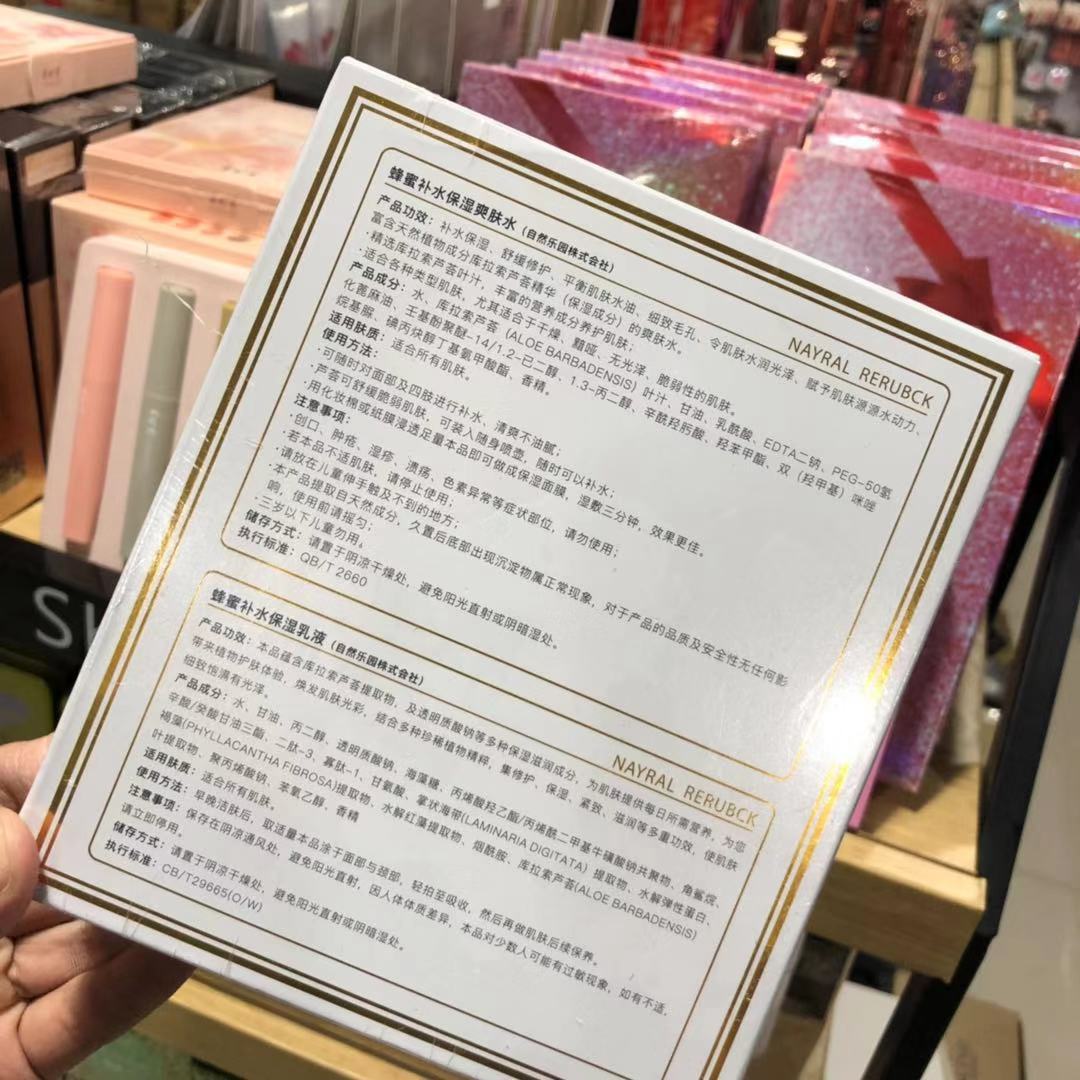 NAYRAL RERUBCK
蜂蜜补水保湿爽肤水（自然乐园株式会社）
产品功效：补水保湿、舒缓修护、平衡肌肤水油、细致毛孔、令肌肤水润光泽、赋予肌肤源源水动力、
富含天然植物成分库拉索芦荟精华（保湿成分）的爽肤水。
·精选库拉索芦荟叶汁，丰富的营养成分养护肌肤；
·适合各种类型肌肤，尤其适合于干燥、黯哑、无光泽、脆弱性的肌肤。
产品成分：水、库拉索芦荟（ALOE BARBADENSIS）叶汁、甘油、乳酰酸、EDTA二钠、PEG-50氢
化蓖麻油、壬基酚聚醚-14/1.2-已二醇、1.3-丙二醇、辛酰羟肟酸、羟苯甲酯、双（羟甲基）咪唑
烷基脲、碘丙炔醇丁基氨甲酸酯、香精。
适用肤质：适合所有肌肤。
使用方法：
·可随时对面部及四肢进行补水、清爽不油腻；
·芦荟可舒缓脆弱肌肤，可装入随身喷壶，随时可以补水；
·用化妆棉或纸膜浸透足量本品即可做成保湿面膜，湿敷三分钟，效果更佳。
注意事项：
·创口、肿疮、湿疹、溃疡、色素异常等症状部位，请勿使用；
·若本品不适肌肤，请停止使用；
·请放在儿童伸手触及不到的地方；
·本产品提取自天然成分，久置后底部出现沉淀物属正常现象，对于产品的品质及安全性无任何影
响，使用前请摇匀；
·三岁以下儿童勿用。
储存方式：请置于阴凉干燥处，避免阳光直射或阴暗湿处。
执行标准：QB/T 2660
NAYRAL RERUBCK
蜂蜜补水保湿乳液（自然乐园株式会社）
产品功效：本品蕴含库拉索芦荟提取物，及透明质酸钠等多种保湿滋润成分，为肌肤提供每日所需营养，为您
带来植物护肤体验，焕发肌肤光彩，结合多种珍稀植物精粹，集修护、保湿、紧致、滋润等多重功效，使肌肤
细致饱满有光泽。
产品成分：水、甘油、丙二醇、透明质酸钠、海藻糖、丙烯酸羟乙酯/丙烯酰二甲基牛磺酸钠共聚物、角鲨烷、
辛酸/癸酸甘油三酯、二肽-3、寡肽-1、甘氨酸、掌状海带(LAMINARIA DIGITATA）提取物、水解弹性蛋白、
褐藻(PHYLLACANTHA FIBROSA)提取物、水解红藻提取物、烟酰胺、库拉索芦荟(ALOE BARBADENSIS)
叶提取物、聚丙烯酸钠、苯氧乙醇、香精
适用肤质：适合所有肌肤。
使用方法：早晚洁肤后，取适量本品涂于面部与颈部，轻拍至吸收，然后再做肌肤后续保养。
注意事项：保存在阴凉通风处，避免阳光直射，因人体体质差异，本品对少数人可能有过敏现象，如有不适，
请立即停用。
储存方式：请置于阴凉干燥处，避免阳光直射或阴暗湿处。
执行标准：CB/T29665(O/W)